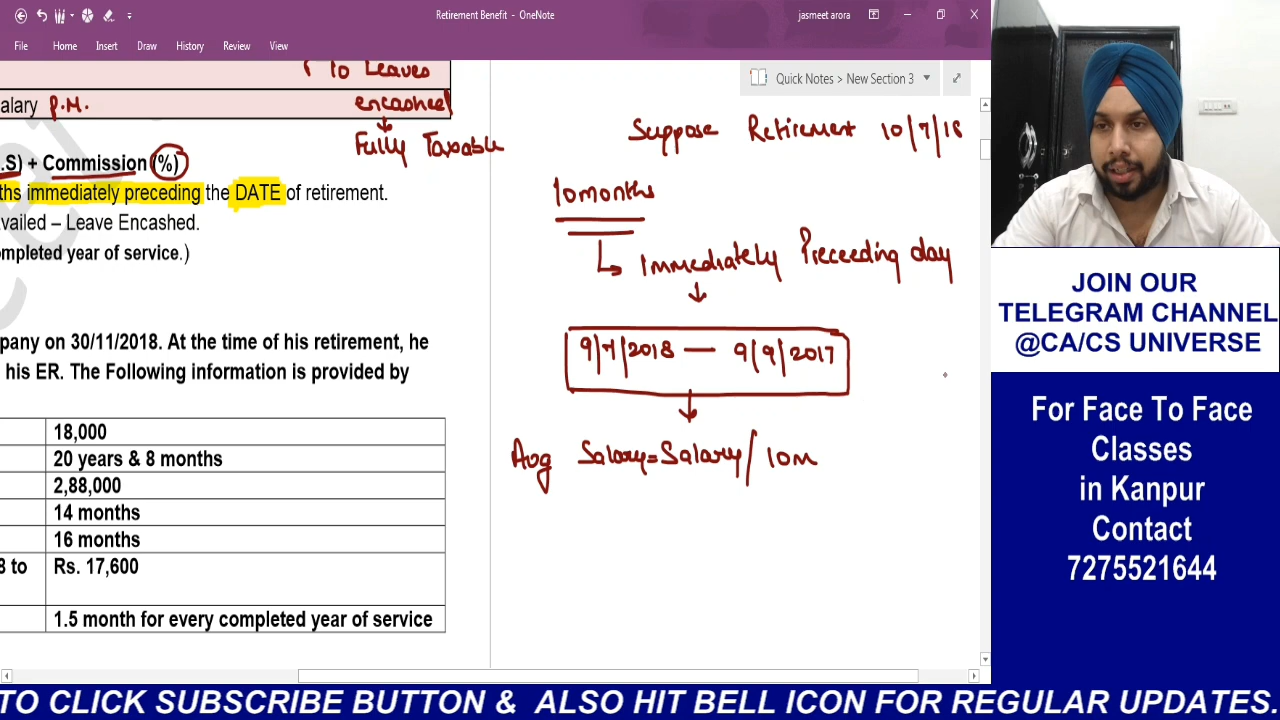 Retirement Benefit - OneNote
jasmeet arora
File Home Insert Draw History Review View
Quick Notes > New Section 3
To Leaves
encashed
Fully Taxable
alary P.M.
.S) + Commission (%)
ths immediately preceding the DATE of retirement.
vailed – Leave Encashed.
ompleted year of service.)
pany on 30/11/2018. At the time of his retirement, he
his ER. The Following information is provided by
18,000
20 years & 8 months
2,88,000
14 months
16 months
8 to Rs. 17,600
1.5 month for every completed year of service
Suppose Retirement 10/7/18
10 months
Immediately Preceeding day
9/7/2018 — 9/9/2017
Avg Salary = Salary / 10M
JOIN OUR
TELEGRAM CHANNEL
@CA/CS UNIVERSE
For Face To Face
Classes
in Kanpur
Contact
7275521644
TO CLICK SUBSCRIBE BUTTON & ALSO HIT BELL ICON FOR REGULAR UPDATES.